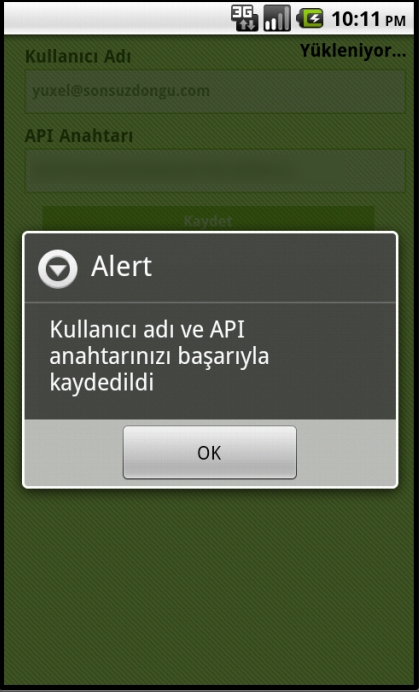 3G 10:11 PM
Yükleniyor...
Kullanıcı Adı
yuxel@sonsuzdongu.com
API Anahtarı
Kaydet
Alert
Kullanıcı adı ve API
anahtarınızı başarıyla
kaydedildi
OK